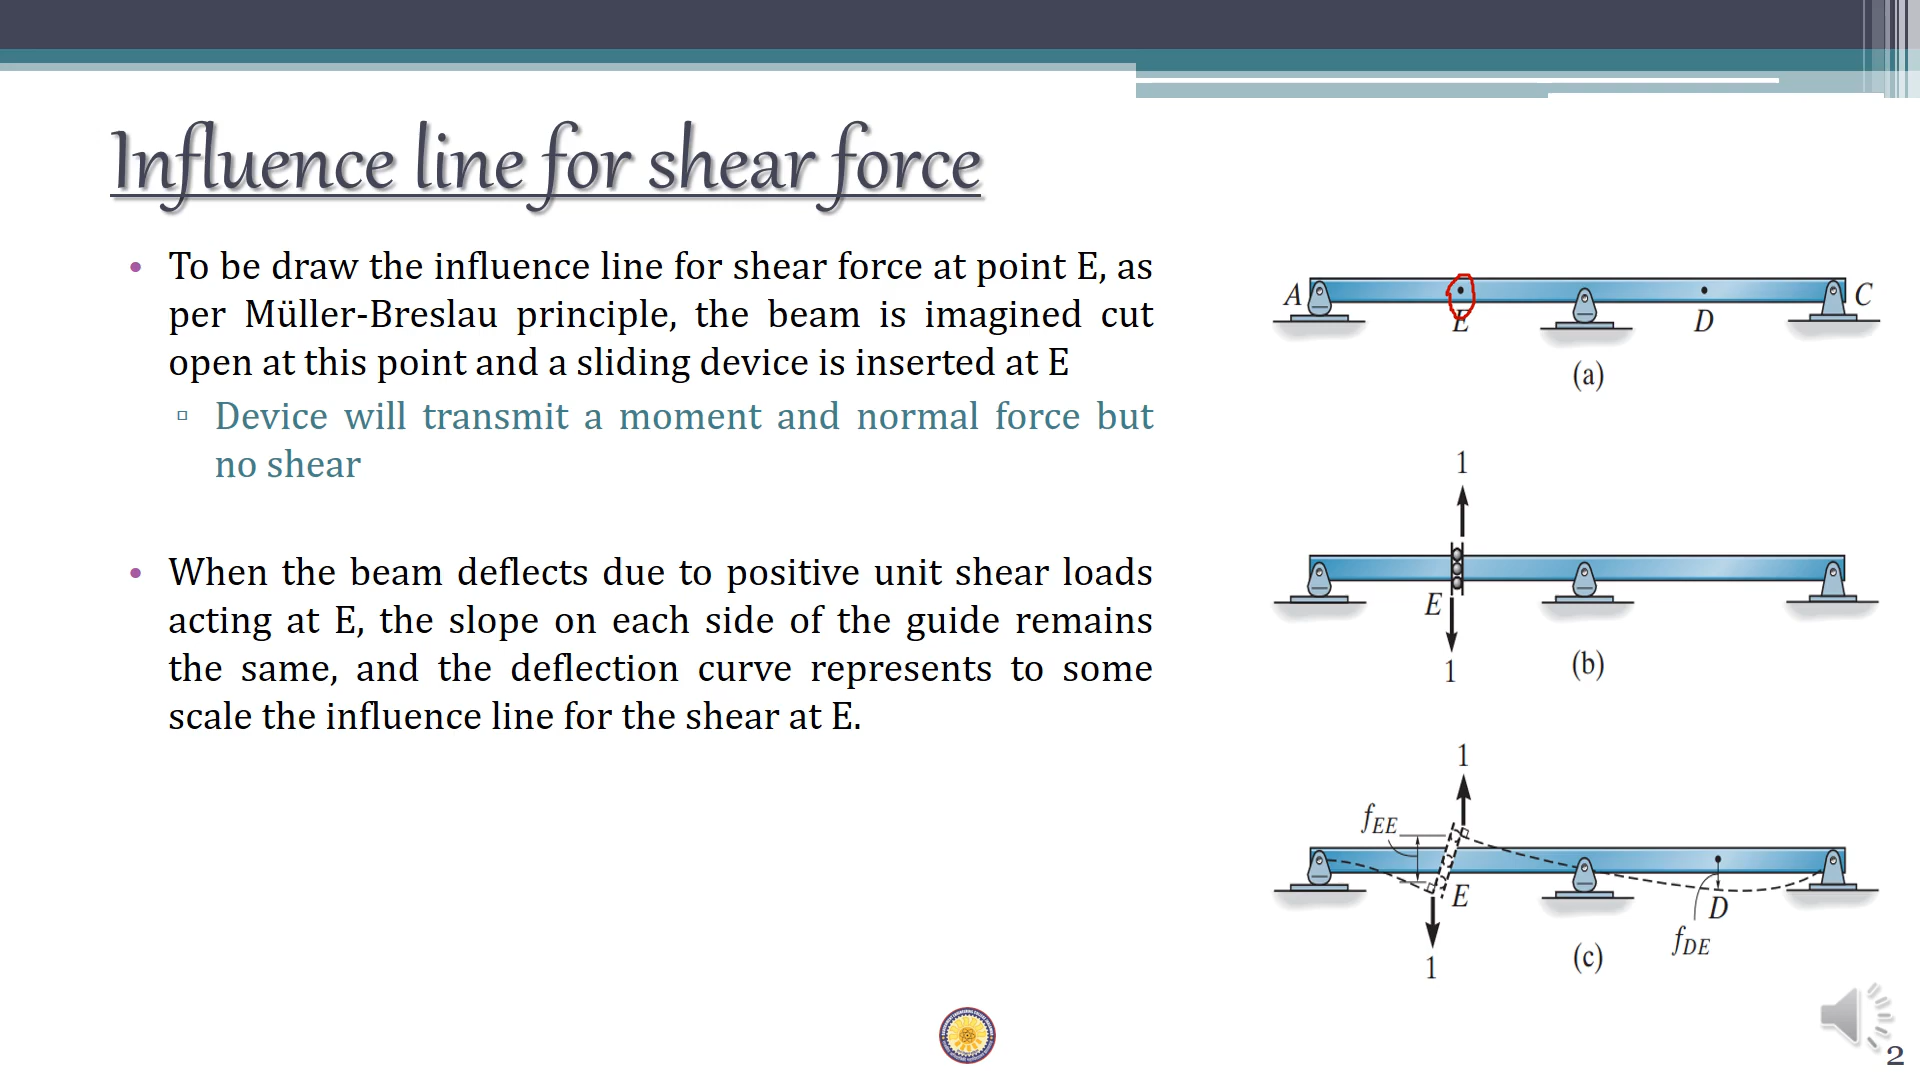 Influence line for shear force
• To be draw the influence line for shear force at point E, as
per Müller-Breslau principle, the beam is imagined cut
open at this point and a sliding device is inserted at E
▫ Device will transmit a moment and normal force but
no shear
• When the beam deflects due to positive unit shear loads
acting at E, the slope on each side of the guide remains
the same, and the deflection curve represents to some
scale the influence line for the shear at E.
A
C
E
D
(a)
1
E
1
(b)
1
fEE
E
D
fDE
1
(c)
2